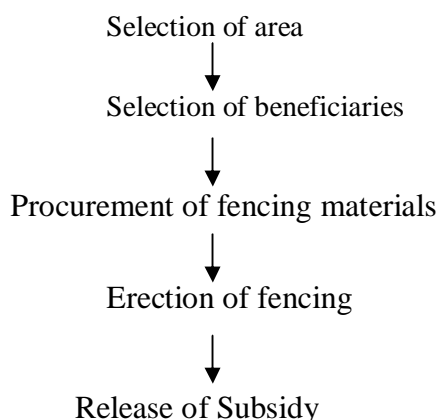 Selection of area
Selection of beneficiaries
Procurement of fencing materials
Erection of fencing
Release of Subsidy